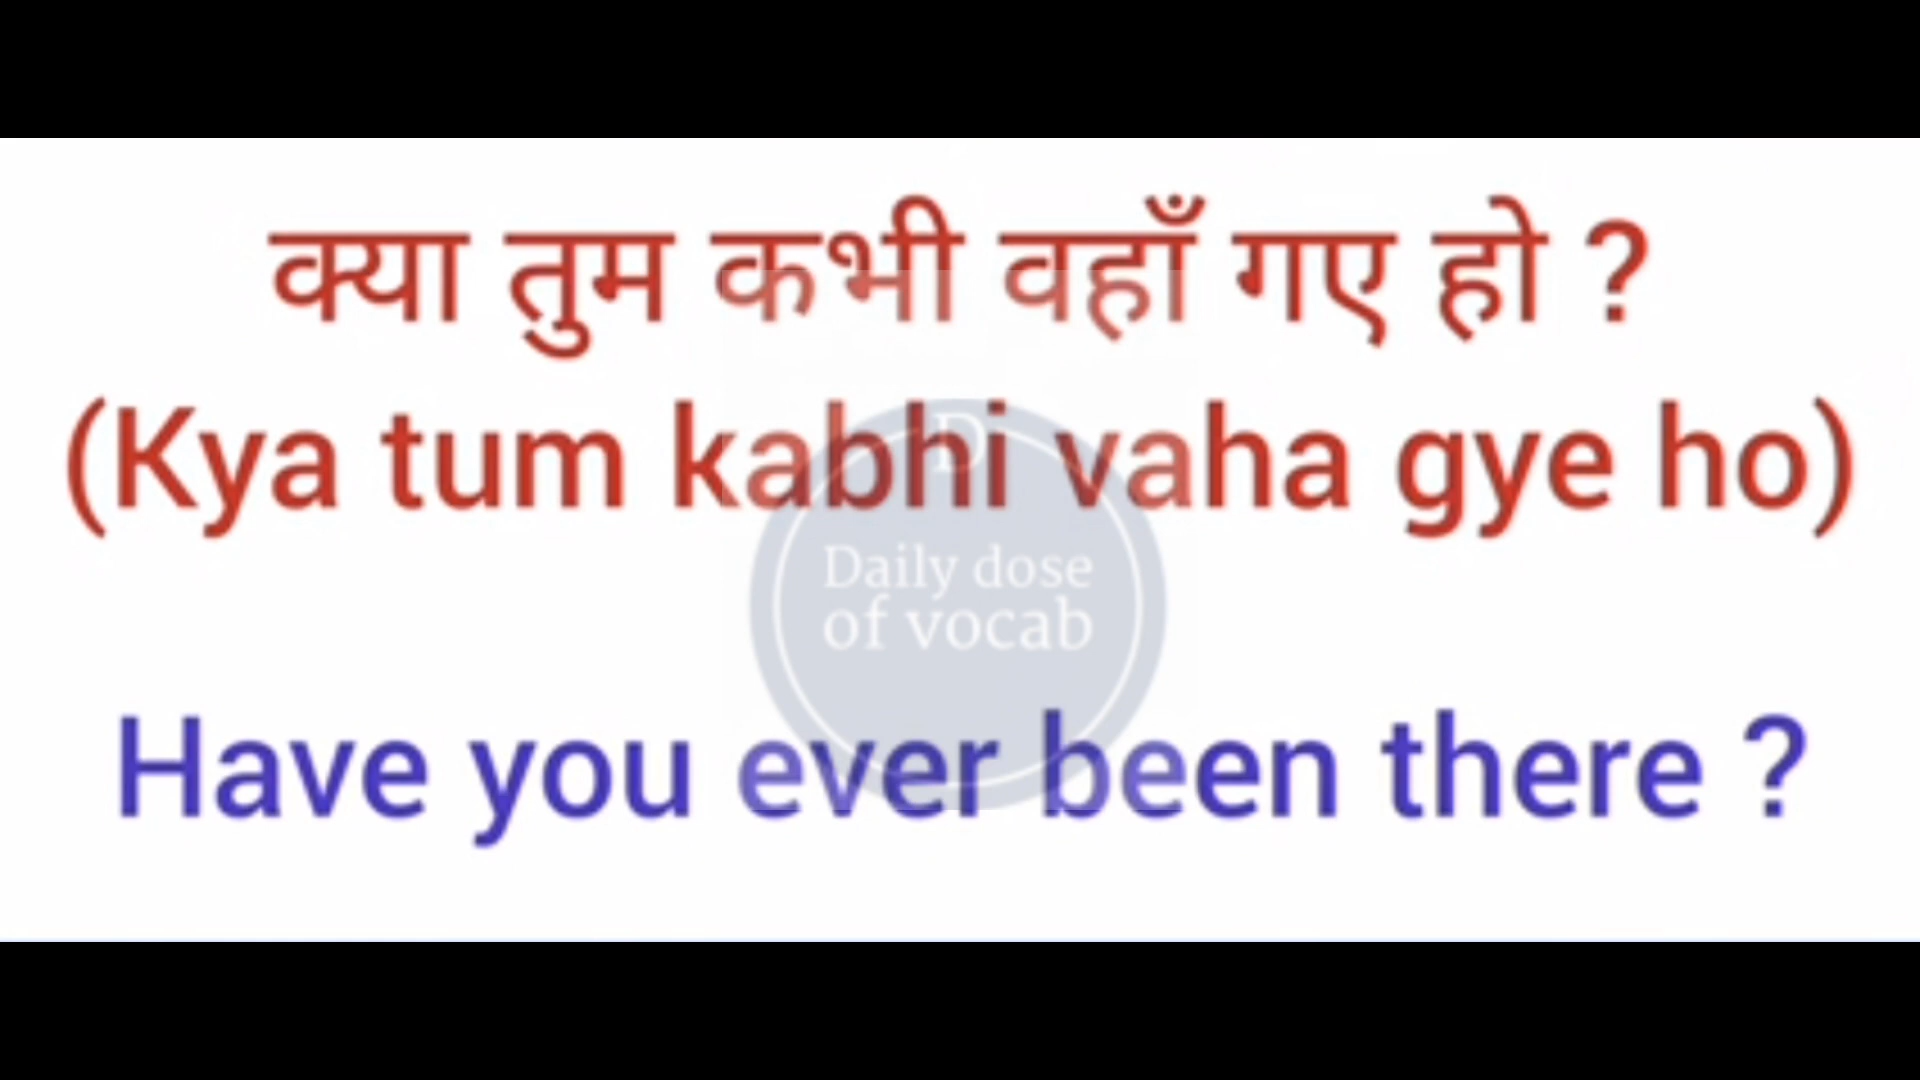 क्या तुम कभी वहाँ गए हो ?
(Kya tum kabhi vaha gye ho)
D
Daily dose
of vocab
Have you ever been there ?